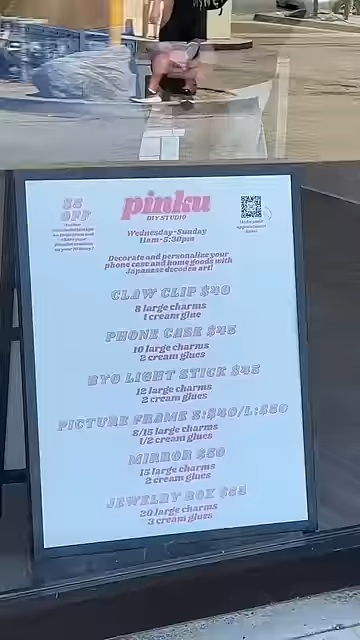 $5
OFF
pinku
DIY STUDIO
Wednesday-Sunday
11am-5:30pm
Decorate and personalize your
phone case and home goods with
Japanese decoden art!
CLAW CLIP $40
8 large charms
1 cream glue
PHONE CASE $45
10 large charms
2 cream glues
BYO LIGHT STICK $45
12 large charms
2 cream glues
PICTURE FRAME S:$40/L:$50
8/15 large charms
1/2 cream glues
MIRROR $50
15 large charms
2 cream glues
JEWELRY BOX $55
20 large charms
3 cream glues